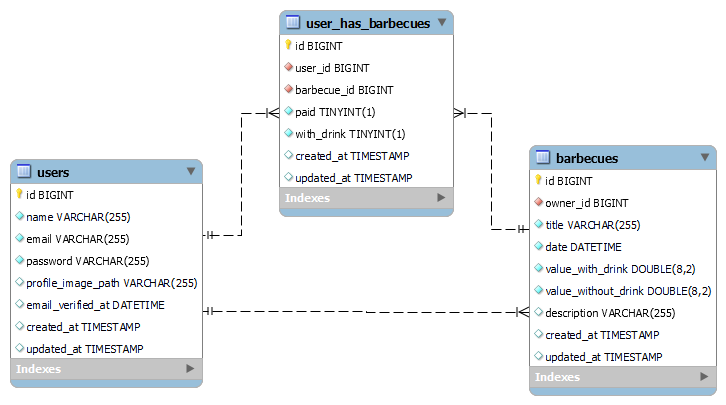 user_has_barbecues
id BIGINT
user_id BIGINT
barbecue_id BIGINT
paid TINYINT(1)
with_drink TINYINT(1)
created_at TIMESTAMP
updated_at TIMESTAMP
Indexes
users
id BIGINT
name VARCHAR(255)
email VARCHAR(255)
password VARCHAR(255)
profile_image_path VARCHAR(255)
email_verified_at DATETIME
created_at TIMESTAMP
updated_at TIMESTAMP
Indexes
barbecues
id BIGINT
owner_id BIGINT
title VARCHAR(255)
date DATETIME
value_with_drink DOUBLE(8,2)
value_without_drink DOUBLE(8,2)
description VARCHAR(255)
created_at TIMESTAMP
updated_at TIMESTAMP
Indexes